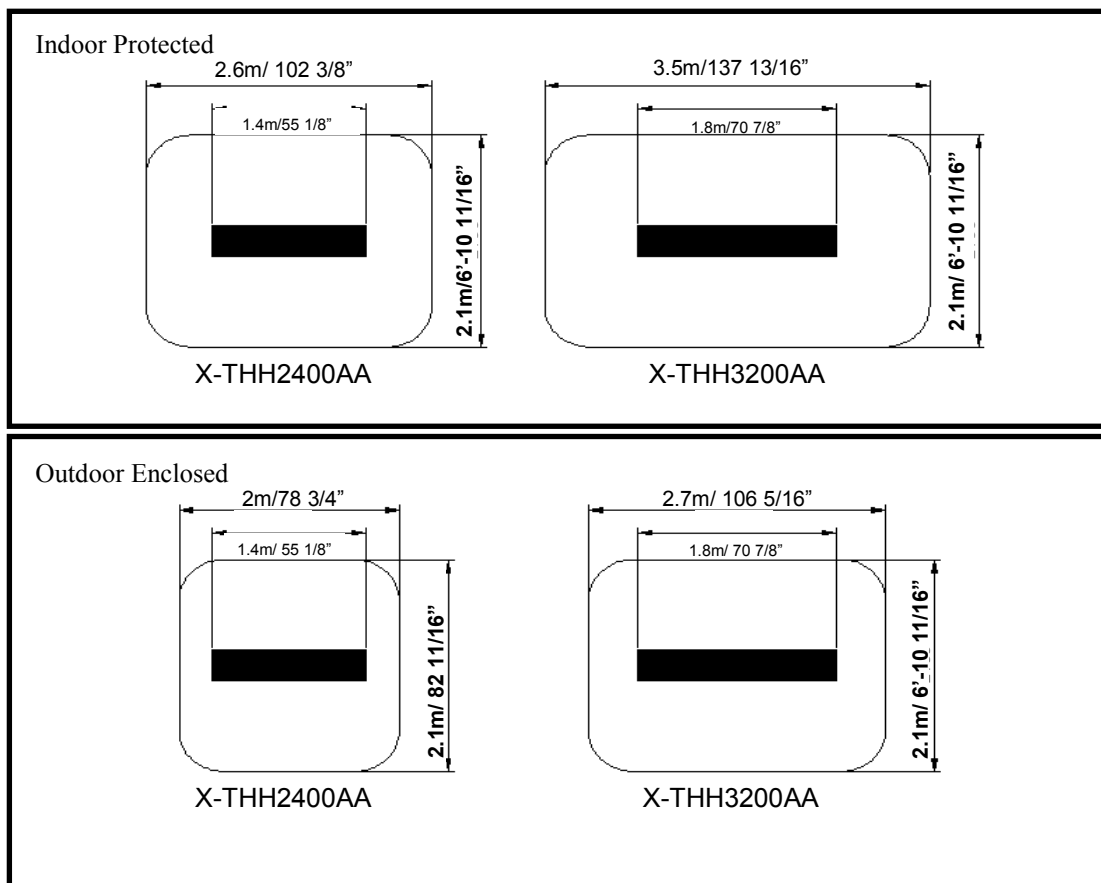 Indoor Protected
2.6m/ 102 3/8”
3.5m/137 13/16”
1.4m/55 1/8”
1.8m/70 7/8”
2.1m/6’-10 11/16”
2.1m/ 6’-10 11/16”
X-THH2400AA
X-THH3200AA
Outdoor Enclosed
2m/78 3/4”
2.7m/ 106 5/16”
1.4m/ 55 1/8”
1.8m/ 70 7/8”
2.1m/ 82 11/16”
2.1m/ 6’-10 11/16”
X-THH2400AA
X-THH3200AA